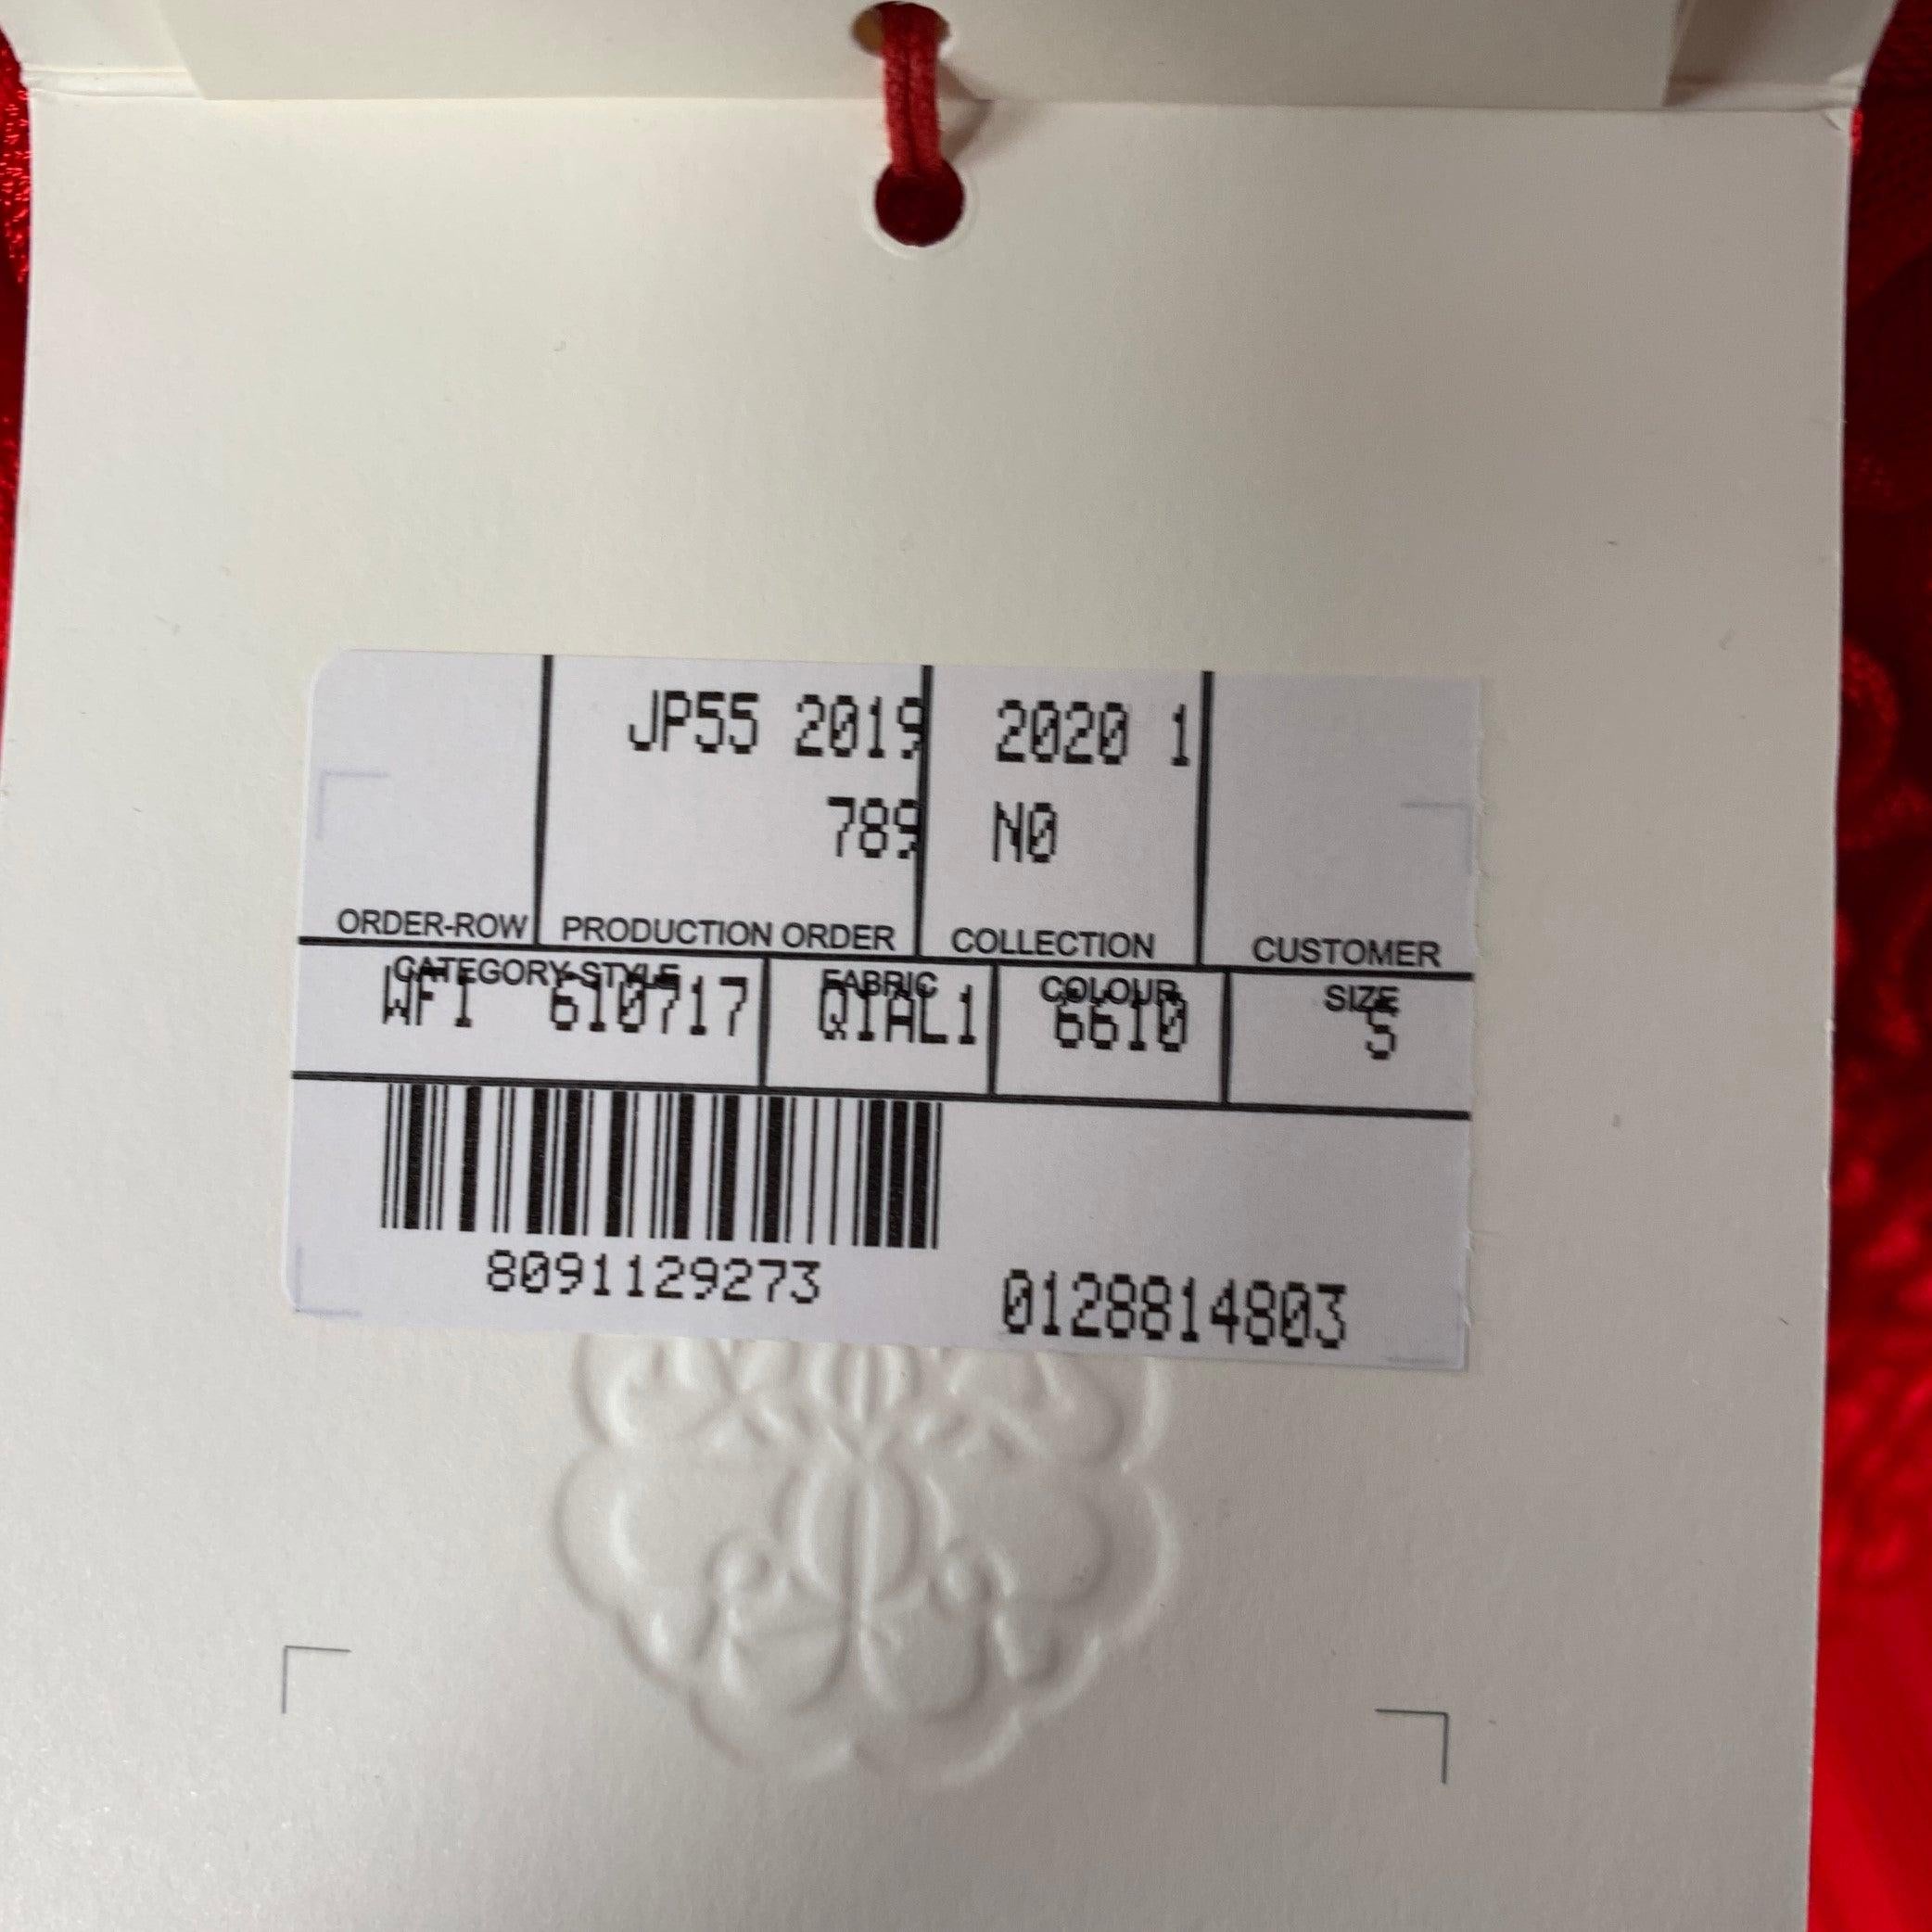 JP55 2019 2020 1
789 N0
ORDER-ROW PRODUCTION ORDER COLLECTION CUSTOMER
CATEGORY-STYLE FABRIC COLOUR SIZE
WFI 610717 Q1AL1 6610 S
8091129273 0128814803